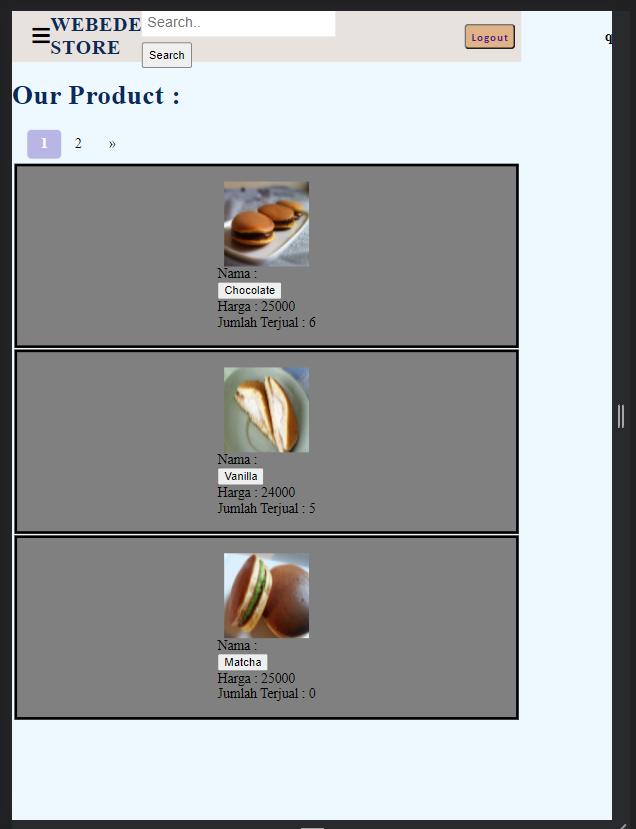 WEBEDE
STORE
Search..
Search
Logout
q
Our Product :
1 2 »
Nama :
Chocolate
Harga : 25000
Jumlah Terjual : 6
Nama :
Vanilla
Harga : 24000
Jumlah Terjual : 5
Nama :
Matcha
Harga : 25000
Jumlah Terjual : 0